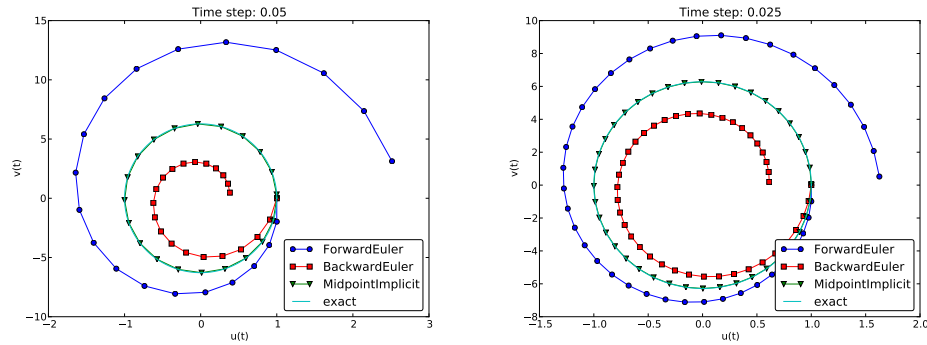 Time step: 0.05
15
10
5
0
−5
−10
v(t)
−2
−1
0
1
2
3
u(t)
ForwardEuler
BackwardEuler
MidpointImplicit
exact
Time step: 0.025
10
8
6
4
2
0
−2
−4
−6
−8
v(t)
−1.5
−1.0
−0.5
0.0
0.5
1.0
1.5
2.0
u(t)
ForwardEuler
BackwardEuler
MidpointImplicit
exact